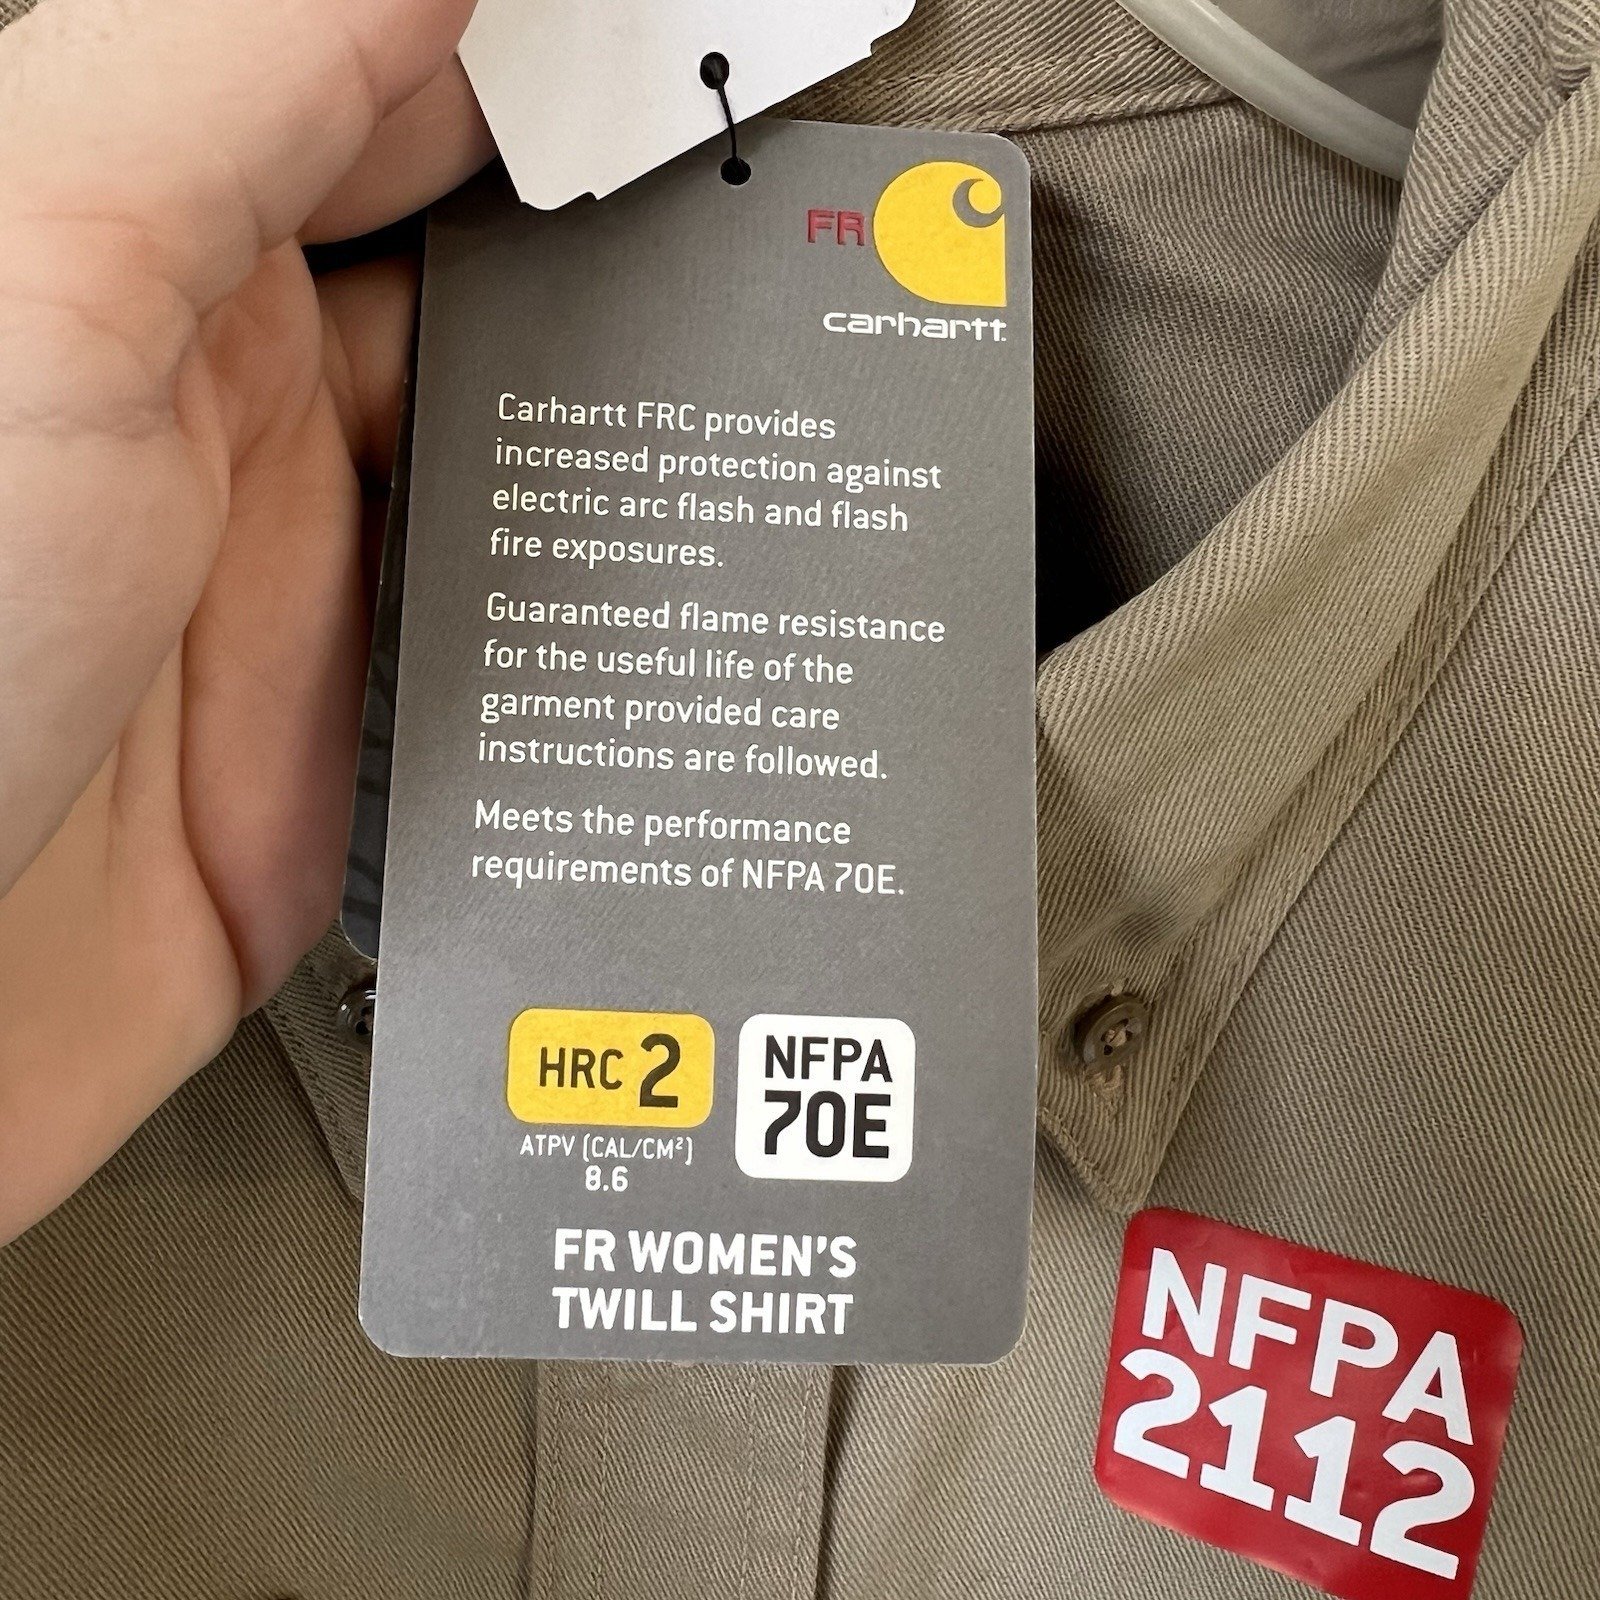 FR
carhartt.
Carhartt FRC provides
increased protection against
electric arc flash and flash
fire exposures.
Guaranteed flame resistance
for the useful life of the
garment provided care
instructions are followed.
Meets the performance
requirements of NFPA 70E.
HRC 2
ATPV (CAL/CM²)
8.6
NFPA
70E
FR WOMEN'S
TWILL SHIRT
NFPA
2112